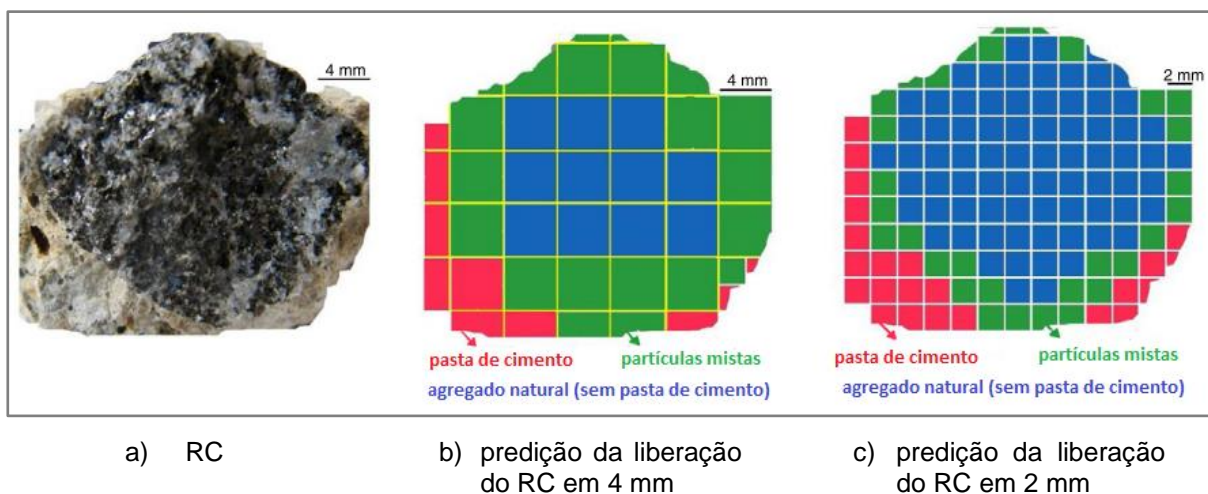 4 mm
4 mm
2 mm
pasta de cimento
partículas mistas
agregado natural (sem pasta de cimento)
pasta de cimento
partículas mistas
agregado natural (sem pasta de cimento)
a) RC
b) predição da liberação
do RC em 4 mm
c) predição da liberação
do RC em 2 mm